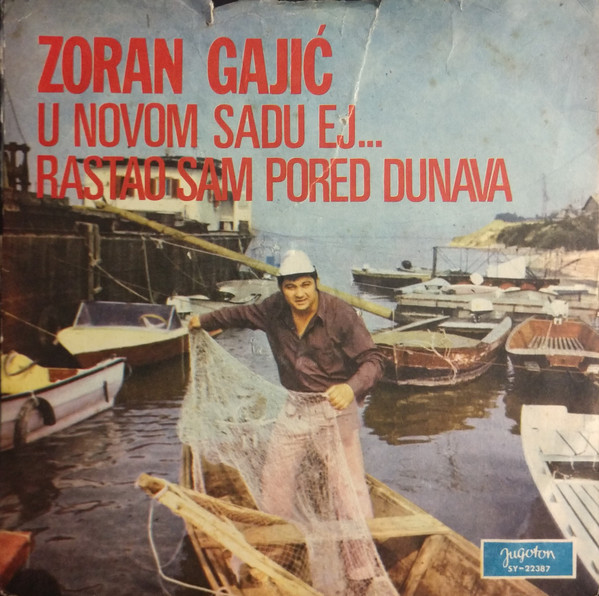 ZORAN GAJIĆ
U NOVOM SADU EJ...
RASTAO SAM PORED DUNAVA
Jugoton
SY-22387